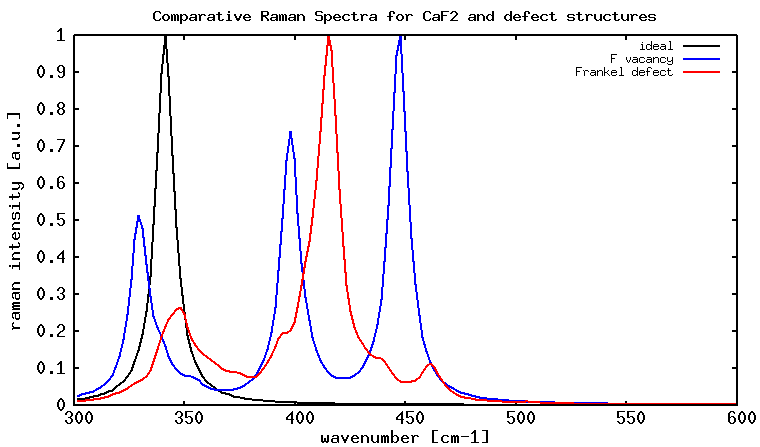 Comparative Raman Spectra for CaF2 and defect structures
ideal
F vacancy
Frankel defect
raman intensity [a.u.]
1
0.9
0.8
0.7
0.6
0.5
0.4
0.3
0.2
0.1
0
300 350 400 450 500 550 600
wavenumber [cm-1]